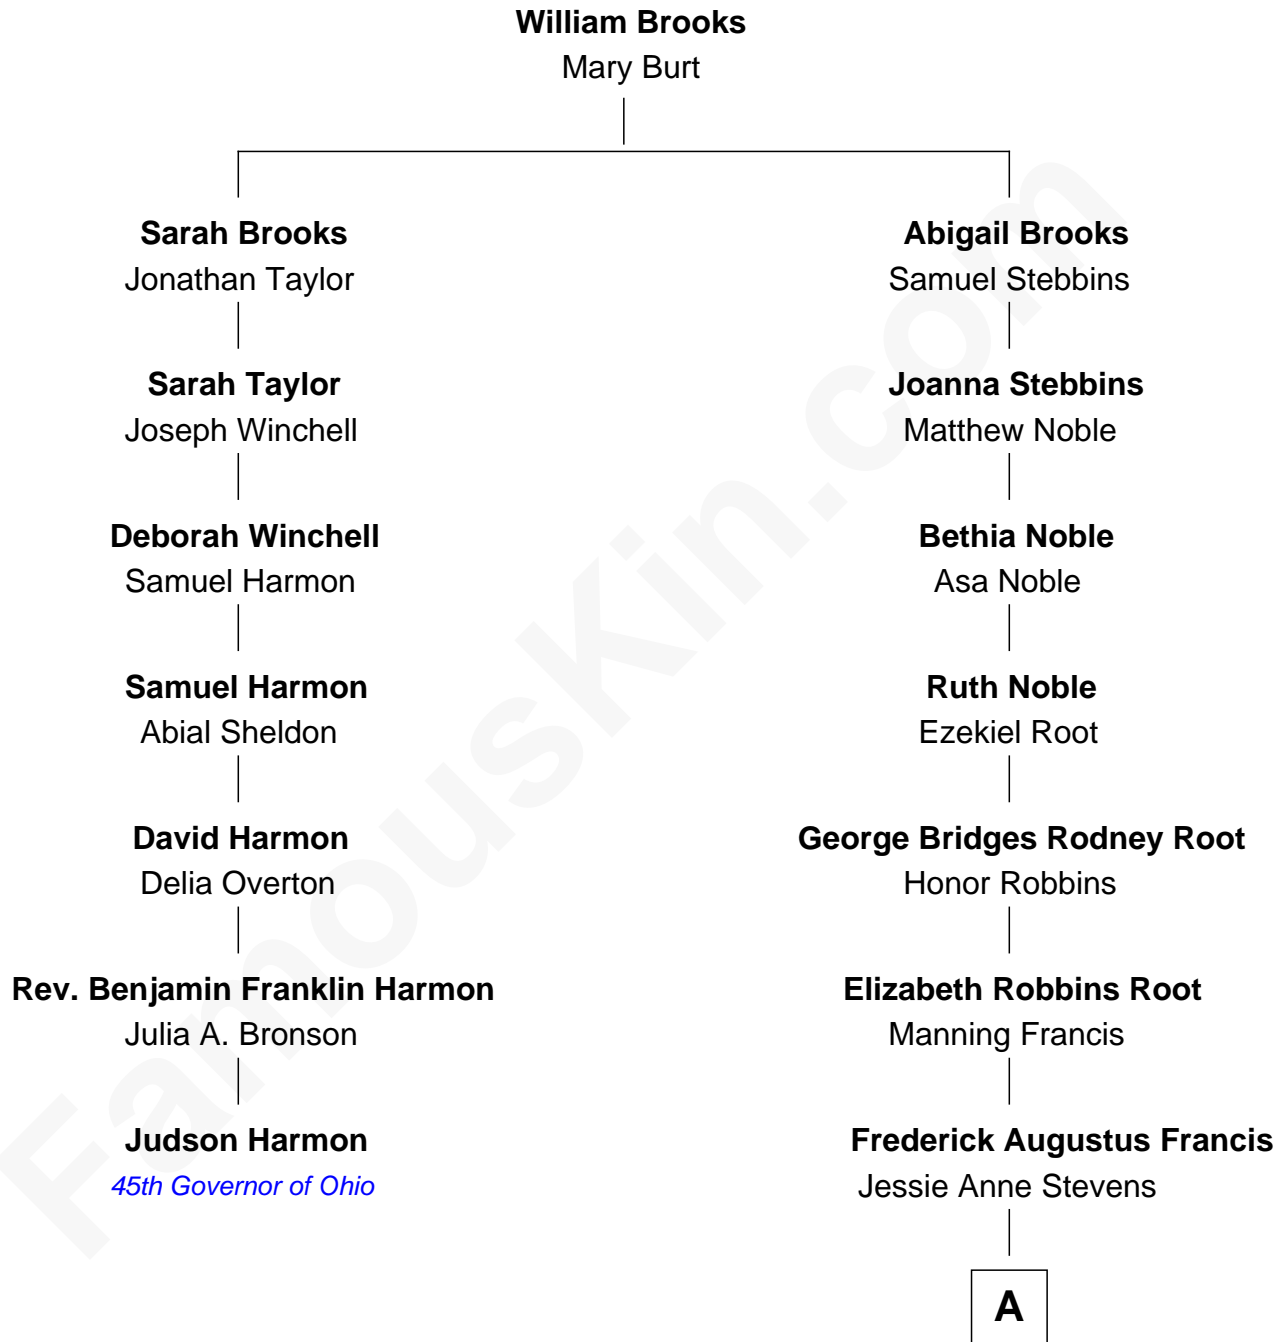 William Brooks
Mary Burt
Sarah Brooks
Jonathan Taylor
Sarah Taylor
Joseph Winchell
Deborah Winchell
Samuel Harmon
Samuel Harmon
Abial Sheldon
David Harmon
Delia Overton
Rev. Benjamin Franklin Harmon
Julia A. Bronson
Judson Harmon
45th Governor of Ohio
Abigail Brooks
Samuel Stebbins
Joanna Stebbins
Matthew Noble
Bethia Noble
Asa Noble
Ruth Noble
Ezekiel Root
George Bridges Rodney Root
Honor Robbins
Elizabeth Robbins Root
Manning Francis
Frederick Augustus Francis
Jessie Anne Stevens
A
FamousKin.com